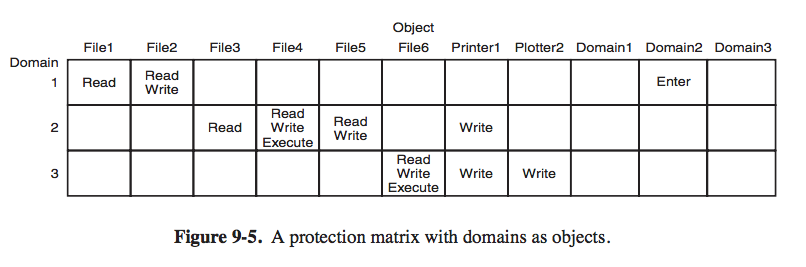 Object
File1 File2 File3 File4 File5 File6 Printer1 Plotter2 Domain1 Domain2 Domain3
Domain
1 Read Read Write Enter
2 Read Read Write Execute Read Write Write
3 Read Write Execute Write Write
Figure 9-5. A protection matrix with domains as objects.